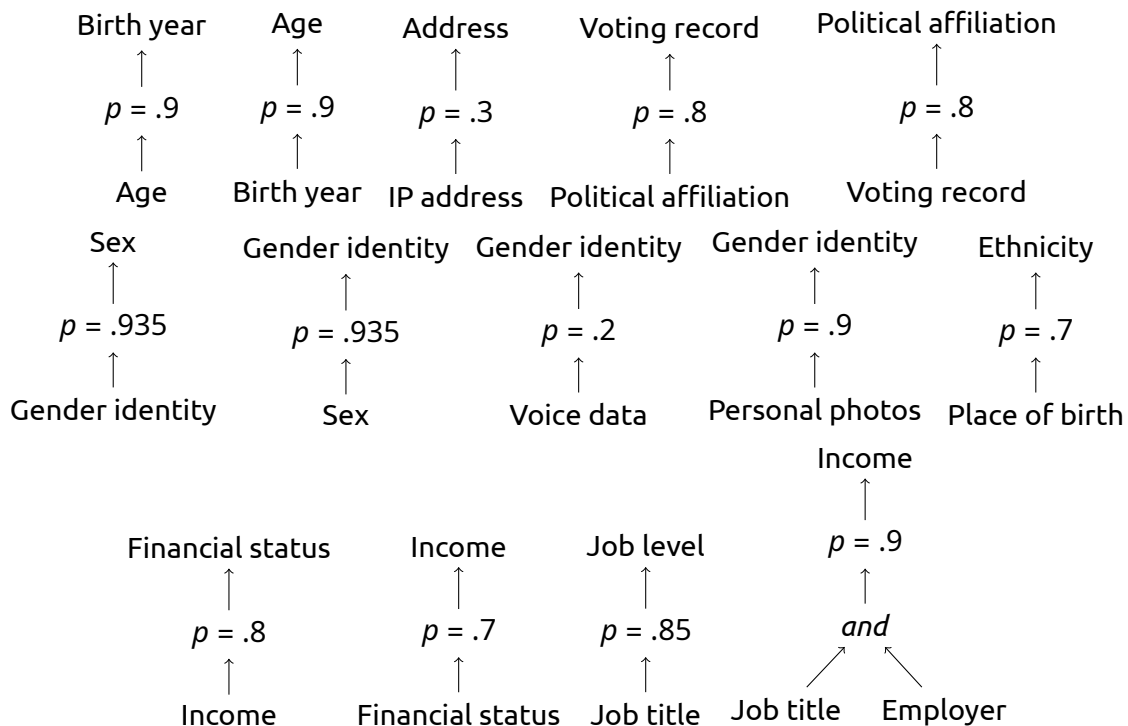 Birth year Age Address Voting record Political affiliation
p = .9 p = .9 p = .3 p = .8 p = .8
Age Birth year IP address Political affiliation Voting record
Sex Gender identity Gender identity Gender identity Ethnicity
p = .935 p = .935 p = .2 p = .9 p = .7
Gender identity Sex Voice data Personal photos Place of birth
Income
Financial status Income Job level p = .9
p = .8 p = .7 p = .85 and
Income Financial status Job title Job title Employer